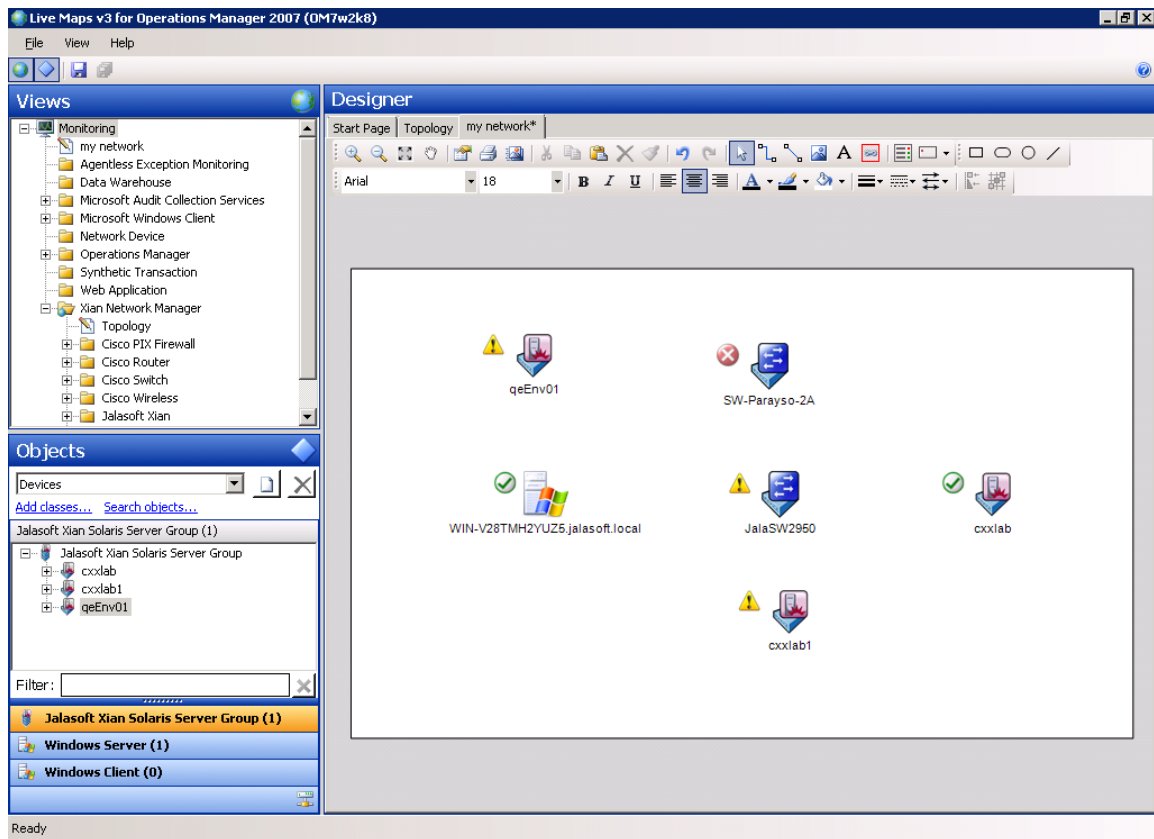 Live Maps v3 for Operations Manager 2007 (OM7w2k8)
File View Help
Views
Monitoring
my network
Agentless Exception Monitoring
Data Warehouse
Microsoft Audit Collection Services
Microsoft Windows Client
Network Device
Operations Manager
Synthetic Transaction
Web Application
Xian Network Manager
Topology
Cisco PIX Firewall
Cisco Router
Cisco Switch
Cisco Wireless
Jalasoft Xian
Objects
Devices
Add classes... Search objects...
Jalasoft Xian Solaris Server Group (1)
Jalasoft Xian Solaris Server Group
cxxlab
cxxlab1
qeEnv01
Filter:
Jalasoft Xian Solaris Server Group (1)
Windows Server (1)
Windows Client (0)
Designer
Start Page Topology my network*
A
Arial 18 B I U A
qeEnv01
SW-Parayso-2A
WIN-V28TMH2YUZ5.jalasoft.local
JalaSW2950
cxxlab
cxxlab1
Ready